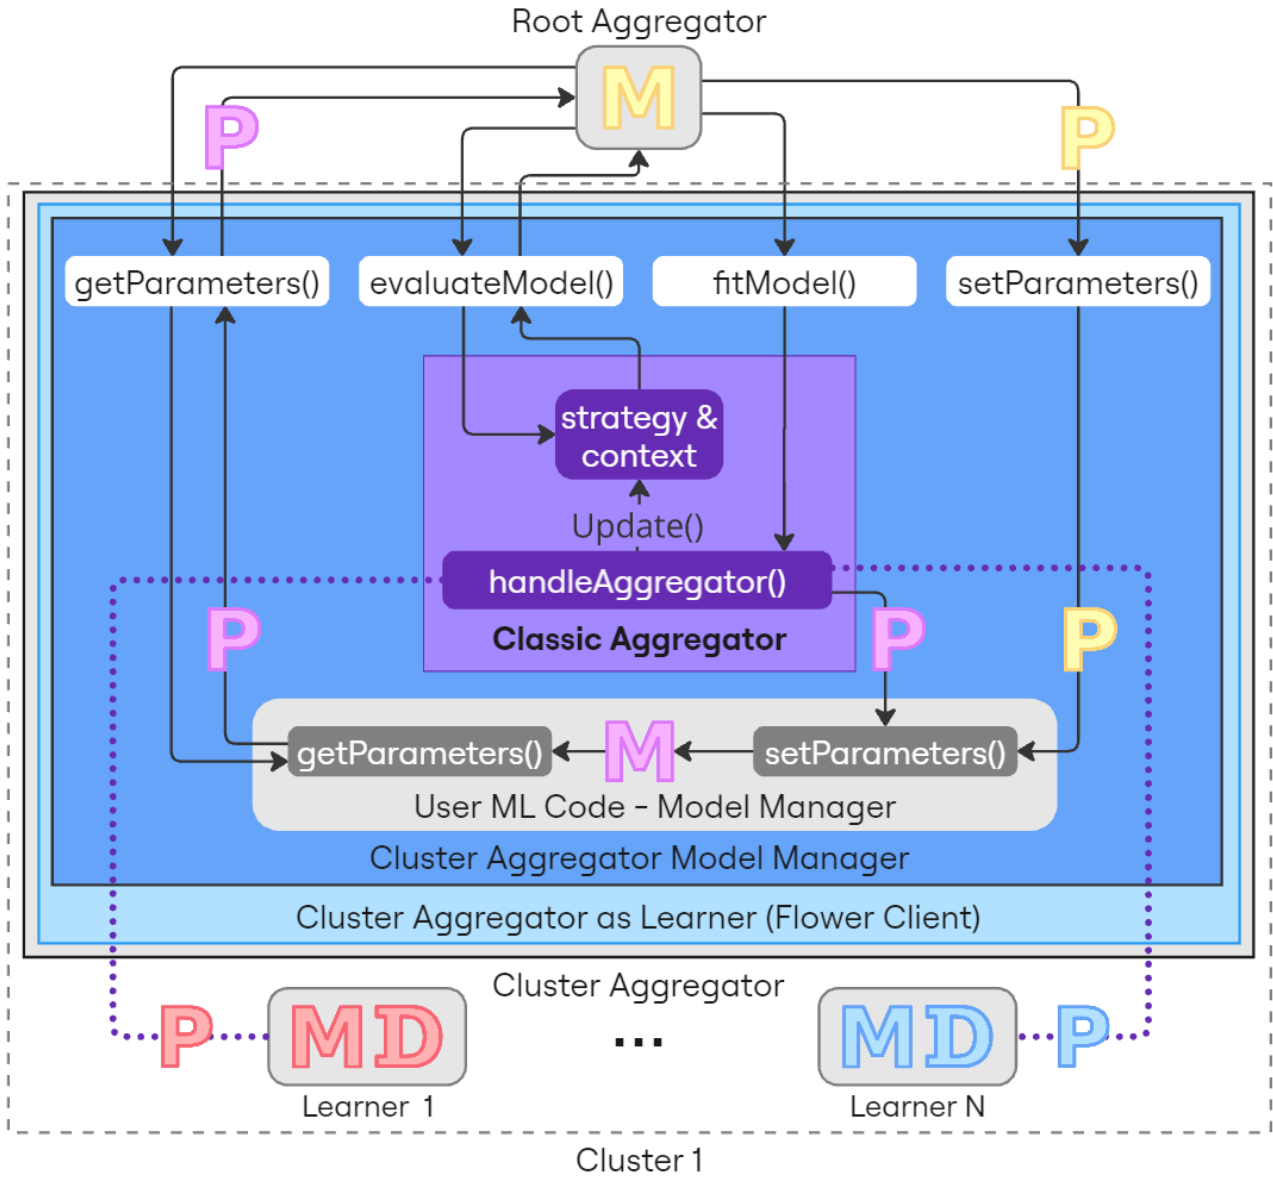 Root Aggregator
M
P
P
getParameters()
evaluateModel()
fitModel()
setParameters()
strategy &
context
Update()
handleAggregator()
Classic Aggregator
P
P
P
getParameters()
M
setParameters()
User ML Code - Model Manager
Cluster Aggregator Model Manager
Cluster Aggregator as Learner (Flower Client)
Cluster Aggregator
P
MD
...
MD
P
Learner 1
Learner N
Cluster 1